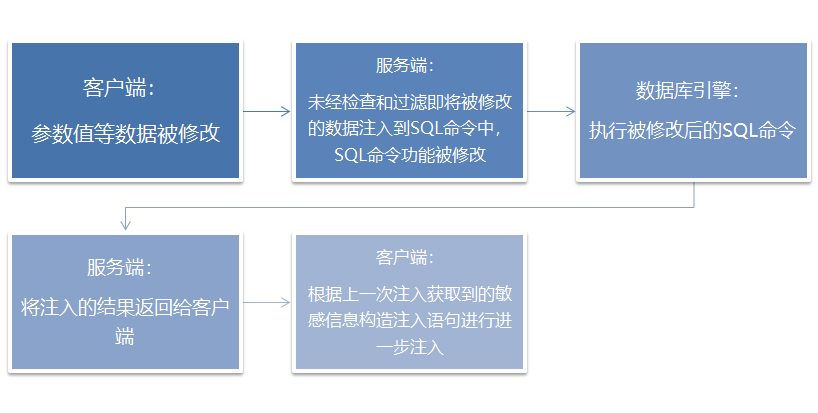 客户端：
参数值等数据被修改
服务端：
未经检查和过滤即将被修改
的数据注入到SQL命令中，
SQL命令功能被修改
数据库引擎：
执行被修改后的SQL命令
服务端：
将注入的结果返回给客户
端
客户端：
根据上一次注入获取到的敏
感信息构造注入语句进行进
一步注入